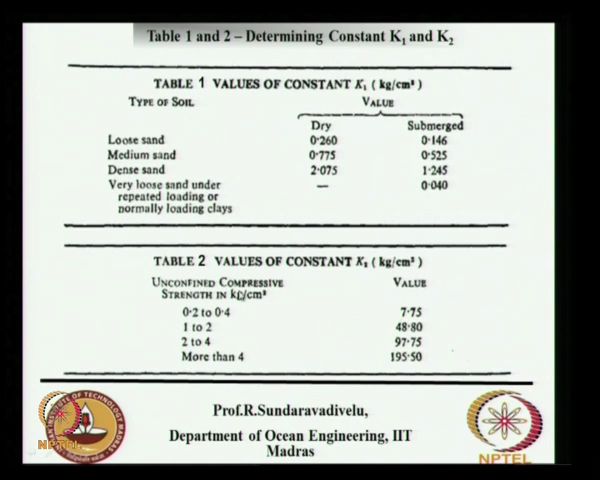 Table 1 and 2 – Determining Constant K₁ and K₂
TABLE 1 VALUES OF CONSTANT K₁ ( kg/cm³ )
TYPE OF SOIL VALUE
Dry Submerged
Loose sand 0·260 0·146
Medium sand 0·775 0·525
Dense sand 2·075 1·245
Very loose sand under — 0·040
repeated loading or
normally loading clays
TABLE 2 VALUES OF CONSTANT K₂ ( kg/cm³ )
UNCONFINED COMPRESSIVE VALUE
STRENGTH IN kg/cm²
0·2 to 0·4 7·75
1 to 2 48·80
2 to 4 97·75
More than 4 195·50
Prof.R.Sundaravadivelu,
Department of Ocean Engineering, IIT
Madras
NPTEL
NPTEL